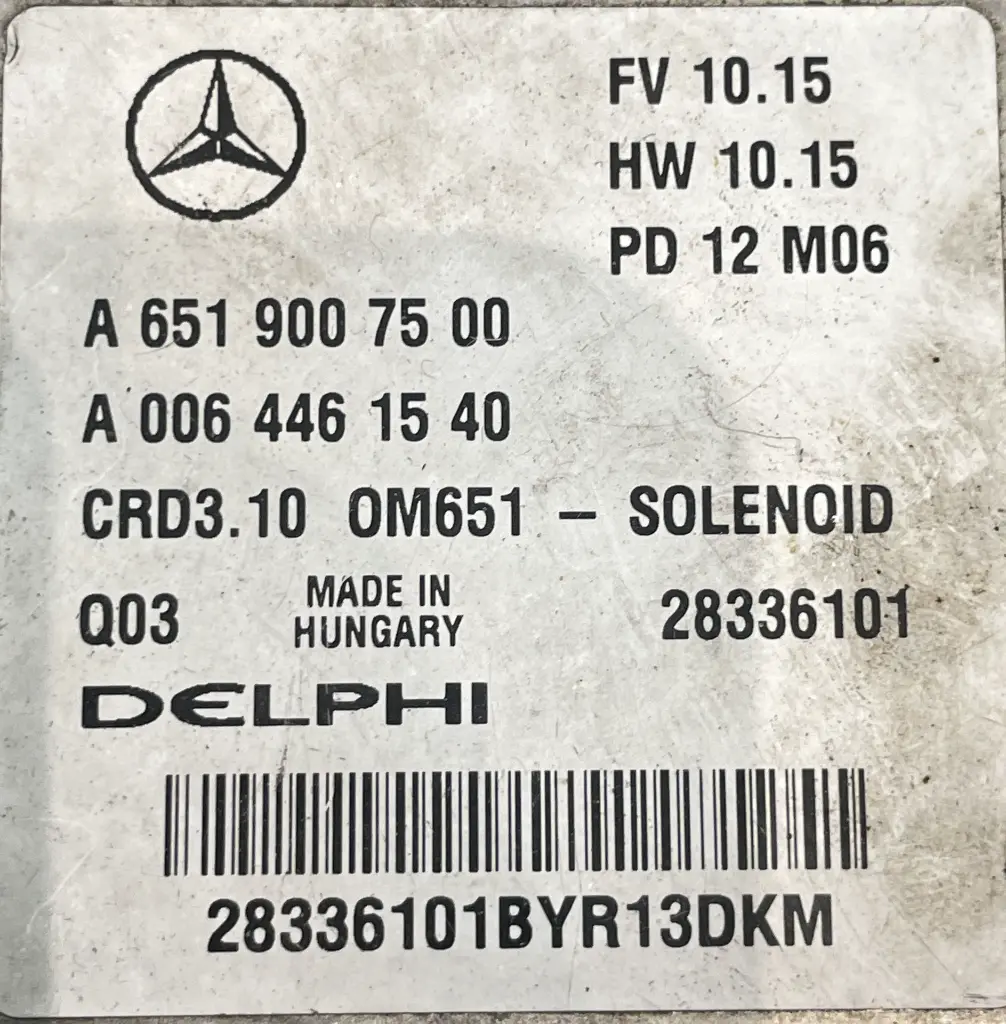 FV 10.15
HW 10.15
PD 12 M06
A 651 900 75 00
A 006 446 15 40
CRD3.10 OM651 – SOLENOID
Q03 MADE IN HUNGARY 28336101
DELPHI
28336101BYR13DKM